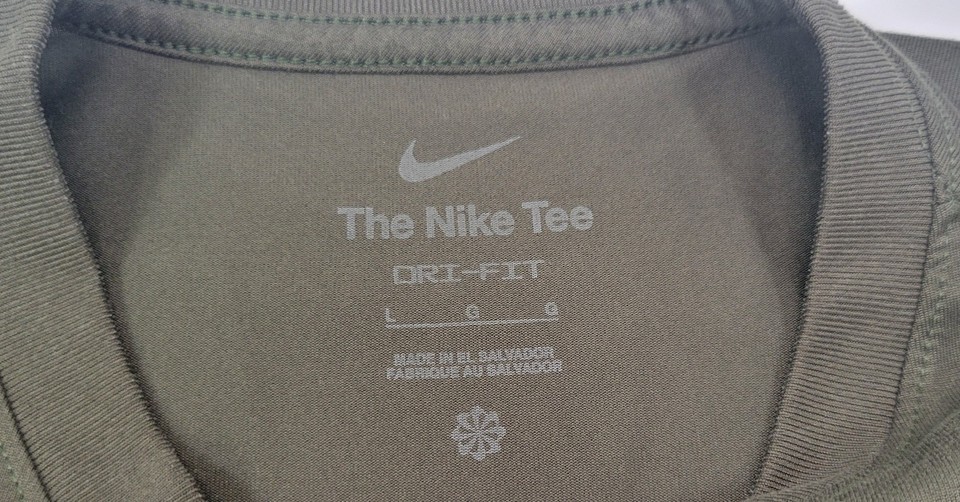 The Nike Tee
DRI-FIT
L G G
MADE IN EL SALVADOR
FABRIQUE AU SALVADOR